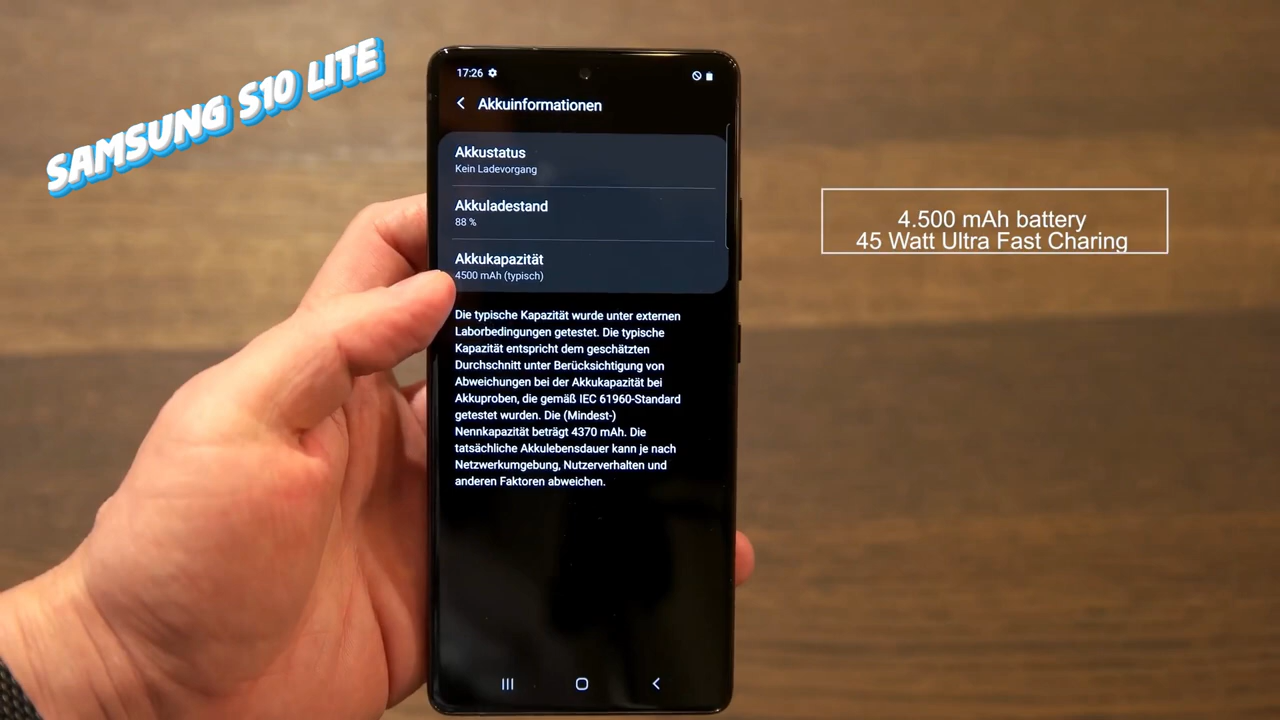 SAMSUNG S10 LITE
17:26
Akkuinformationen
Akkustatus
Kein Ladevorgang
Akkuladestand
88 %
Akkukapazität
4500 mAh (typisch)
Die typische Kapazität wurde unter externen
Laborbedingungen getestet. Die typische
Kapazität entspricht dem geschätzten
Durchschnitt unter Berücksichtigung von
Abweichungen bei der Akkukapazität bei
Akkuproben, die gemäß IEC 61960-Standard
getestet wurden. Die (Mindest-)
Nennkapazität beträgt 4370 mAh. Die
tatsächliche Akkulebensdauer kann je nach
Netzwerkumgebung, Nutzerverhalten und
anderen Faktoren abweichen.
4.500 mAh battery
45 Watt Ultra Fast Charing